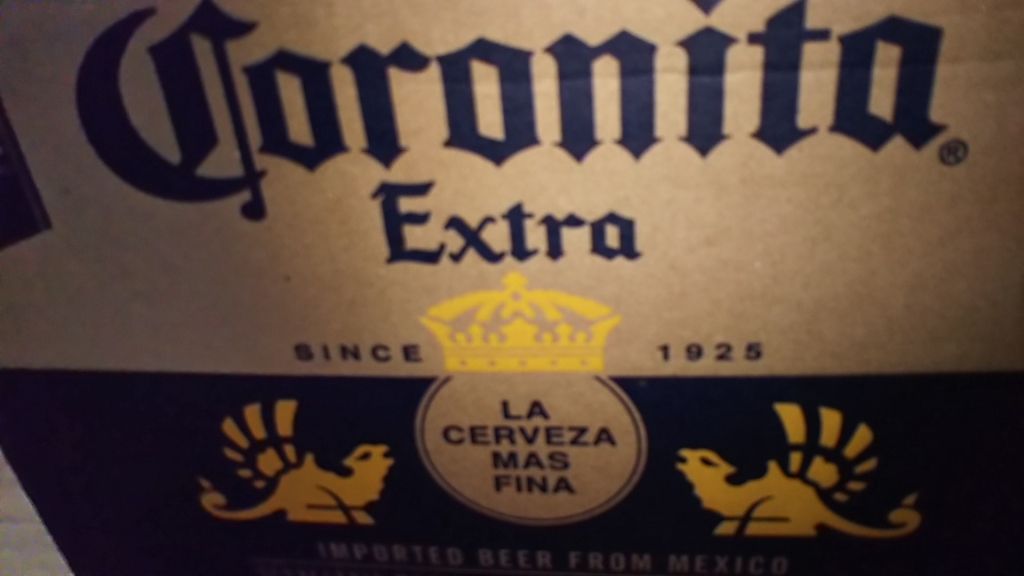 Coronita®
Extra
SINCE 1925
LA
CERVEZA
MAS
FINA
IMPORTED BEER FROM MEXICO